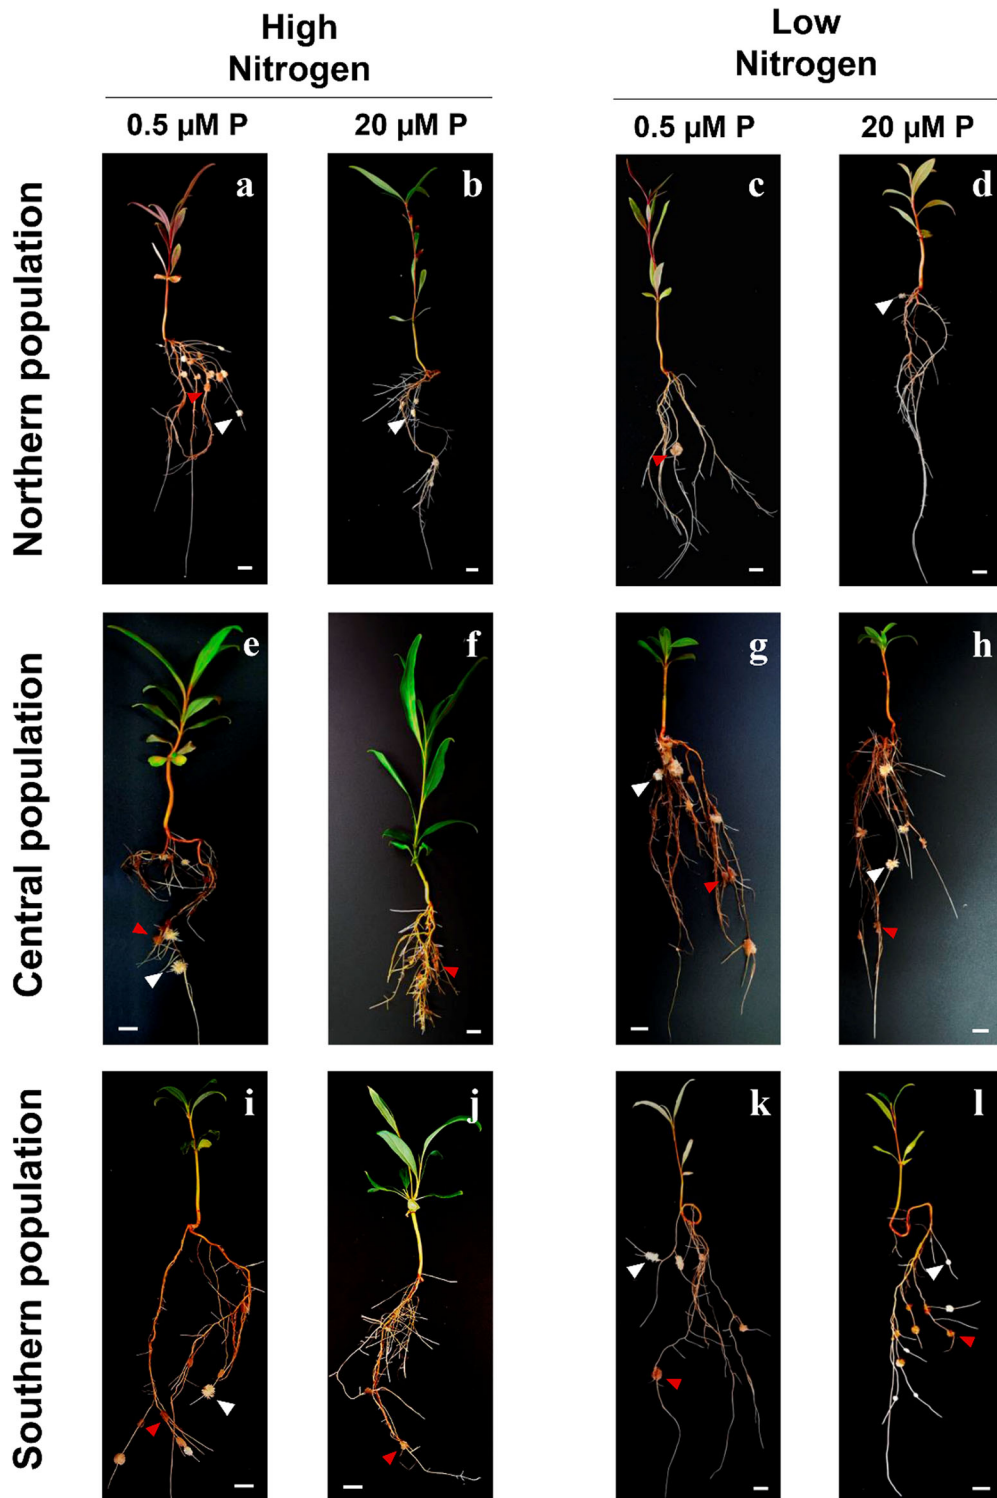 High
Nitrogen
Low
Nitrogen
0.5 µM P
20 µM P
0.5 µM P
20 µM P
Northern population
a
b
c
d
Central population
e
f
g
h
Southern population
i
j
k
l